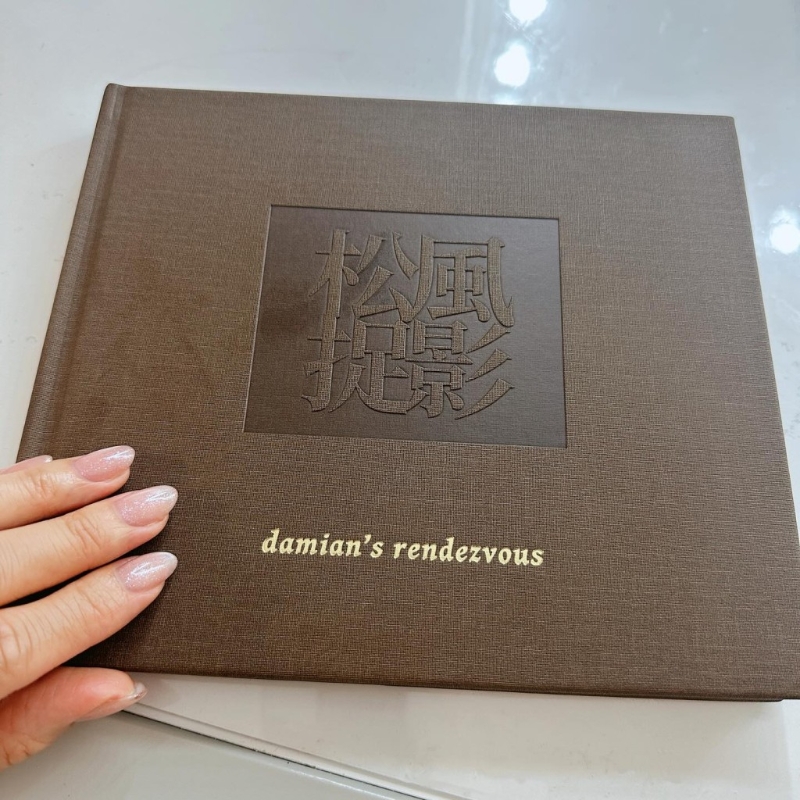 松風
捉影
damian's rendezvous